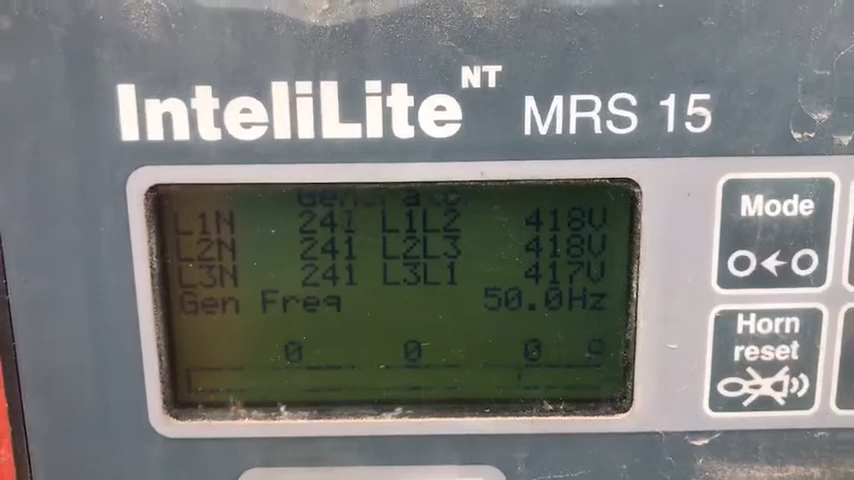 InteliLite NT MRS 15
Generator
L1N 241 L1L2 418V
L2N 241 L2L3 418V
L3N 241 L3L1 417V
Gen Freq 50.0Hz
0 0 0
Mode
Horn
reset